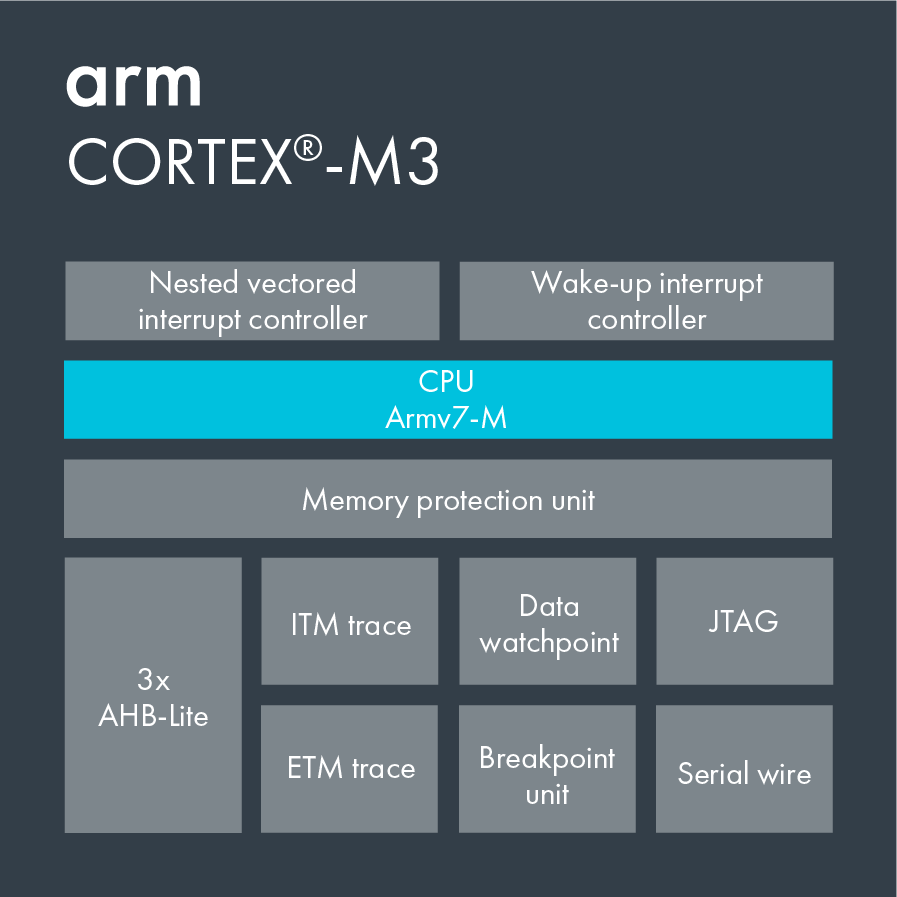 arm
CORTEX®-M3
Nested vectored
interrupt controller
Wake-up interrupt
controller
CPU
Armv7-M
Memory protection unit
3x
AHB-Lite
ITM trace
Data
watchpoint
JTAG
ETM trace
Breakpoint
unit
Serial wire